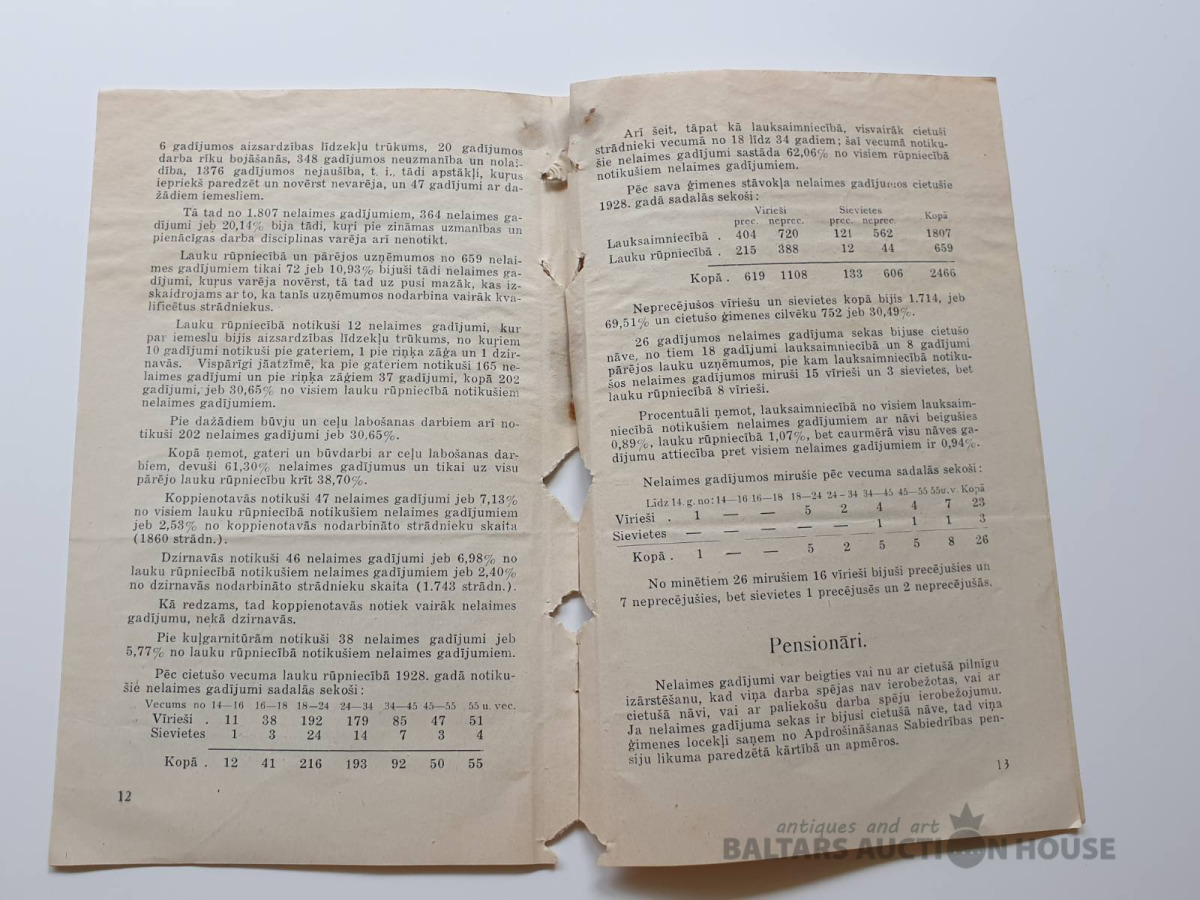 6 gadījumos aizsardzības līdzekļu trūkums, 20 gadījumos
darba rīku bojāšanās, 348 gadījumos neuzmanība un nolai-
dība, 1376 gadījumos nejaušība, t. i., tādi apstākļi, kuŗus
iepriekš paredzēt un novērst nevarēja, un 47 gadījumi ar da-
žādiem iemesliem.
Tā tad no 1.807 nelaimes gadījumiem, 364 nelaimes ga-
dījumi jeb 20,14% bija tādi, kuŗi pie zināmas uzmanības un
pienācīgas darba disciplinas varēja arī nenotikt.
Lauku rūpniecībā un pārējos uzņēmumos no 659 nelai-
mes gadījumiem tikai 72 jeb 10,93% bijuši tādi nelaimes ga-
dījumi, kuŗus varēja novērst, tā tad uz pusi mazāk, kas iz-
skaidrojams ar to, ka tanīs uzņēmumos nodarbina vairāk kva-
lificētus strādniekus.
Lauku rūpniecībā notikuši 12 nelaimes gadījumi, kur
par iemeslu bijis aizsardzības līdzekļu trūkums, no kuŗiem
10 gadījumi notikuši pie gateriem, 1 pie riņķa zāģa un 1 dzir-
navās. Vispārīgi jāatzīmē, ka pie gateriem notikuši 165 ne-
laimes gadījumi un pie riņķa zāģiem 37 gadījumi, kopā 202
gadījumi, jeb 30,65% no visiem lauku rūpniecībā notikušiem
nelaimes gadījumiem.
Pie dažādiem būvju un ceļu labošanas darbiem arī no-
tikuši 202 nelaimes gadījumi jeb 30,65%.
Kopā ņemot, gateri un būvdarbi ar ceļu labošanas dar-
biem, devuši 61,30% nelaimes gadījumus un tikai uz visu
pārējo lauku rūpniecību krīt 38,70%.
Koppienotavās notikuši 47 nelaimes gadījumi jeb 7,13%
no visiem lauku rūpniecībā notikušiem nelaimes gadījumiem
jeb 2,53% no koppienotavās nodarbināto strādnieku skaita
(1860 strādn.).
Dzirnavās notikuši 46 nelaimes gadījumi jeb 6,98% no
lauku rūpniecībā notikušiem nelaimes gadījumiem jeb 2,40%
no dzirnavās nodarbināto strādnieku skaita (1.743 strādn.).
Kā redzams, tad koppienotavās notiek vairāk nelaimes
gadījumu, nekā dzirnavās.
Pie kuļgarnitūrām notikuši 38 nelaimes gadījumi jeb
5,77% no lauku rūpniecībā notikušiem nelaimes gadījumiem.
Pēc cietušo vecuma lauku rūpniecībā 1928. gadā notiku-
šie nelaimes gadījumi sadalās sekoši:
Vecums no 14—16 16—18 18—24 24—34 34—45 45—55 55 u. vec.
Vīrieši . 11 38 192 179 85 47 51
Sievietes 1 3 24 14 7 3 4
Kopā . 12 41 216 193 92 50 55
12
Arī šeit, tāpat kā lauksaimniecībā, visvairāk cietuši
strādnieki vecumā no 18 līdz 34 gadiem; šai vecumā notiku-
šie nelaimes gadījumi sastāda 62,06% no visiem rūpniecībā
notikušiem nelaimes gadījumiem.
Pēc sava ģimenes stāvokļa nelaimes gadījumos cietušie
1928. gadā sadalās sekoši:
Vīrieši Sievietes Kopā
prec. neprec. prec. neprec.
Lauksaimniecībā . 404 720 121 562 1807
Lauku rūpniecībā . 215 388 12 44 659
Kopā . 619 1108 133 606 2466
Neprecējušos vīriešu un sievietes kopā bijis 1.714, jeb
69,51% un cietušo ģimenes cilvēku 752 jeb 30,49%.
26 gadījumos nelaimes gadījuma sekas bijuse cietušo
nāve, no tiem 18 gadījumi lauksaimniecībā un 8 gadījumi
pārējos lauku uzņēmumos, pie kam lauksaimniecībā notiku-
šos nelaimes gadījumos miruši 15 vīrieši un 3 sievietes, bet
lauku rūpniecībā 8 vīrieši.
Procentuāli ņemot, lauksaimniecībā no visiem lauksaim-
niecībā notikušiem nelaimes gadījumiem ar nāvi beigušies
0,89%, lauku rūpniecībā 1,07%, bet caurmērā visu nāves ga-
dījumu attiecība pret visiem nelaimes gadījumiem ir 0,94%.
Nelaimes gadījumos mirušie pēc vecuma sadalās sekoši:
Līdz 14. g. no: 14—16 16—18 18—24 24—34 34—45 45—55 55 u. v. Kopā
Vīrieši . 1 — — 5 2 4 4 7 23
Sievietes — — — — — 1 1 1 3
Kopā . 1 — — 5 2 5 5 8 26
No minētiem 26 mirušiem 16 vīrieši bijuši precējušies un
7 neprecējušies, bet sievietes 1 precējusēs un 2 neprecējušās.
Pensionāri.
Nelaimes gadījumi var beigties vai nu ar cietušā pilnīgu
izārstēšanu, kad viņa darba spējas nav ierobežotas, vai ar
cietušā nāvi, vai ar paliekošu darba spēju ierobežojumu.
Ja nelaimes gadījuma sekas ir bijusi cietušā nāve, tad viņa
ģimenes locekļi saņem no Apdrošināšanas Sabiedrības pen-
siju likuma paredzētā kārtībā un apmēros.
13
antiques and art
BALTARS AUCTION HOUSE